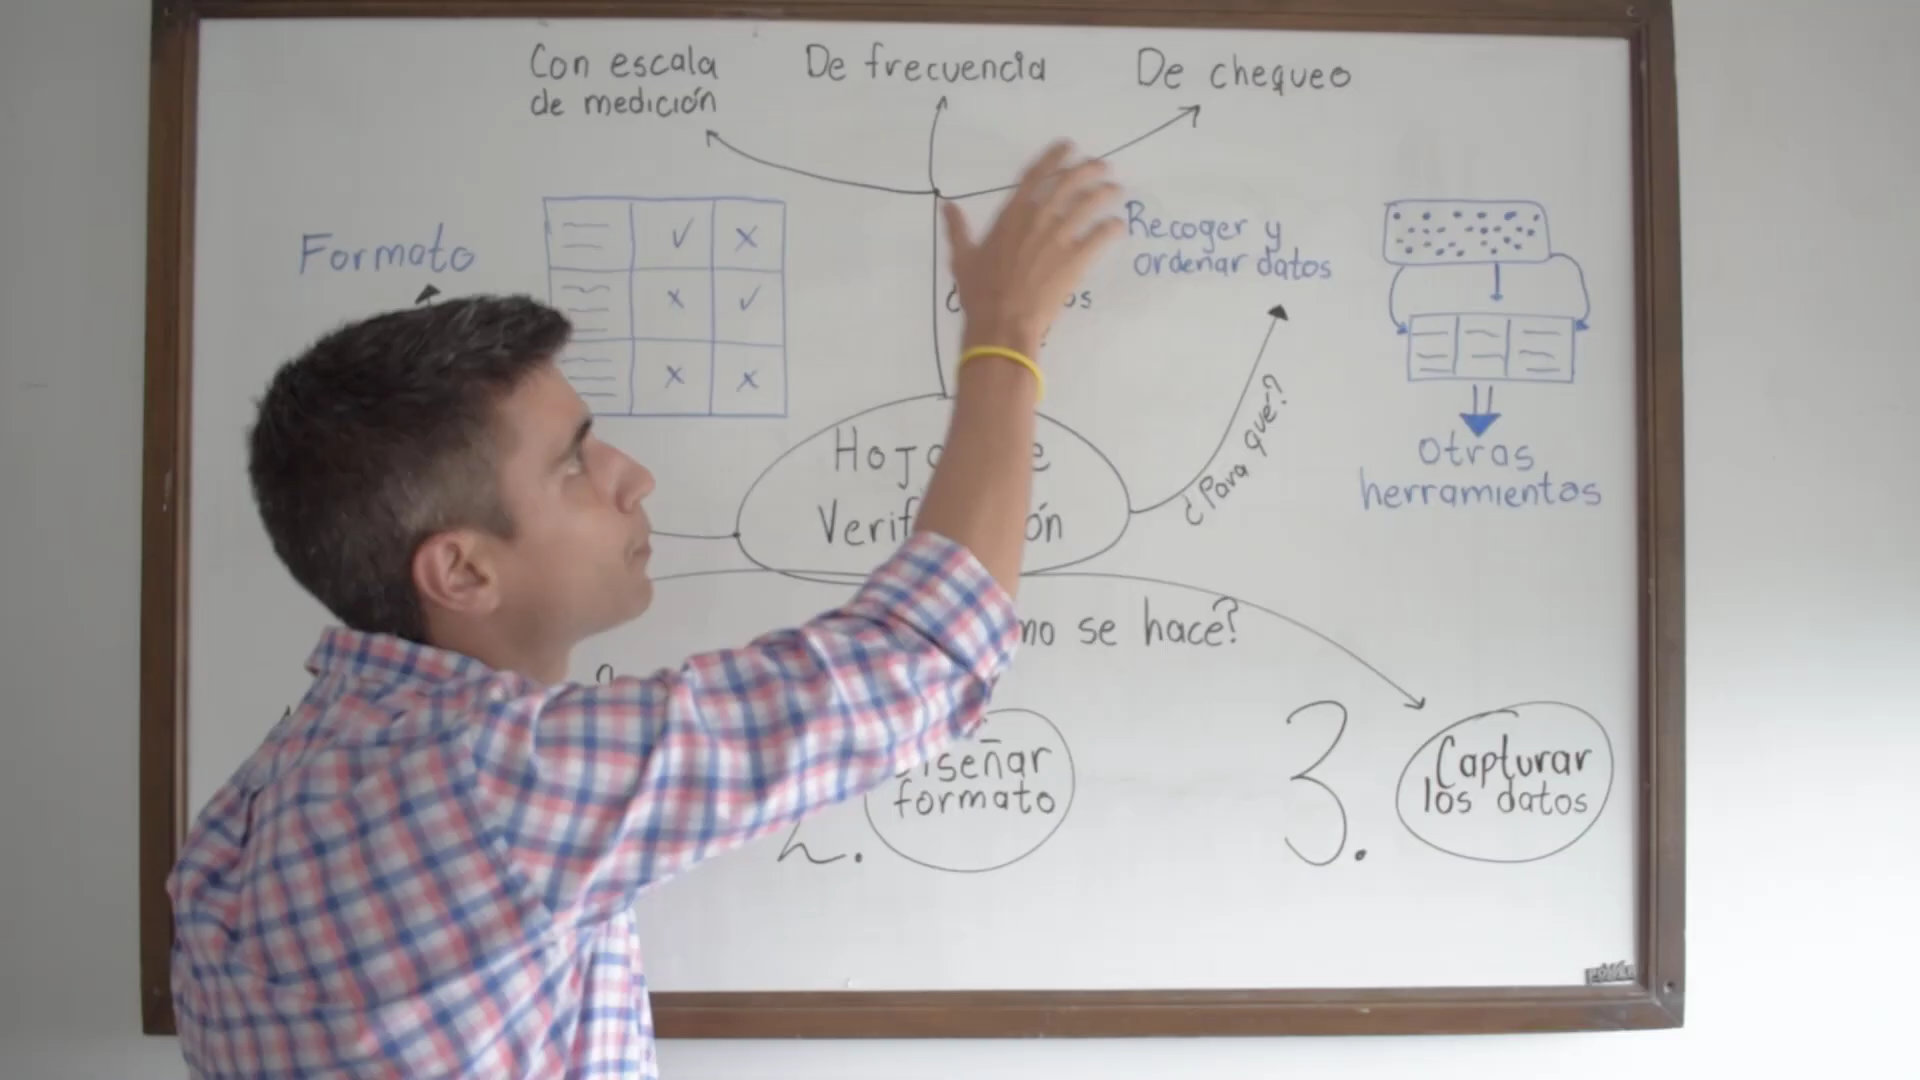 Con escala
de medición
De frecuencia
De chequeo
Formato
Recoger y
ordenar datos
¿Para qué?
Otras
herramientas
se hace?
2.
formato
3.
Capturar
los datos